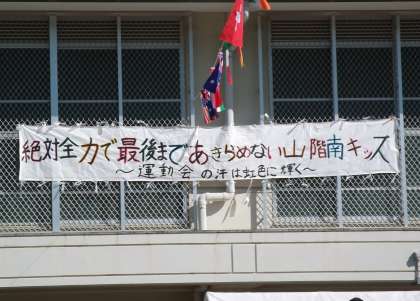 絶対全力で最後まであきらめない山階南キッズ
〜運動会の汗は虹色に輝く〜